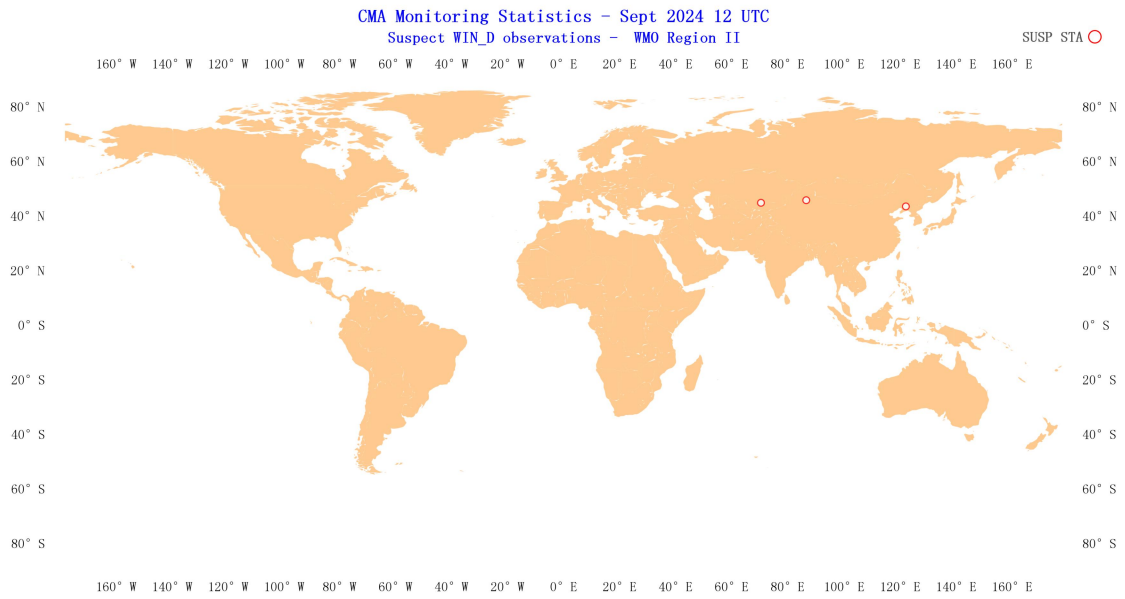 CMA Monitoring Statistics - Sept 2024 12 UTC
Suspect WIN_D observations - WMO Region II
SUSP STA
160° W 140° W 120° W 100° W 80° W 60° W 40° W 20° W 0° E 20° E 40° E 60° E 80° E 100° E 120° E 140° E 160° E
80° N 80° N
60° N 60° N
40° N 40° N
20° N 20° N
0° S 0° S
20° S 20° S
40° S 40° S
60° S 60° S
80° S 80° S
160° W 140° W 120° W 100° W 80° W 60° W 40° W 20° W 0° E 20° E 40° E 60° E 80° E 100° E 120° E 140° E 160° E